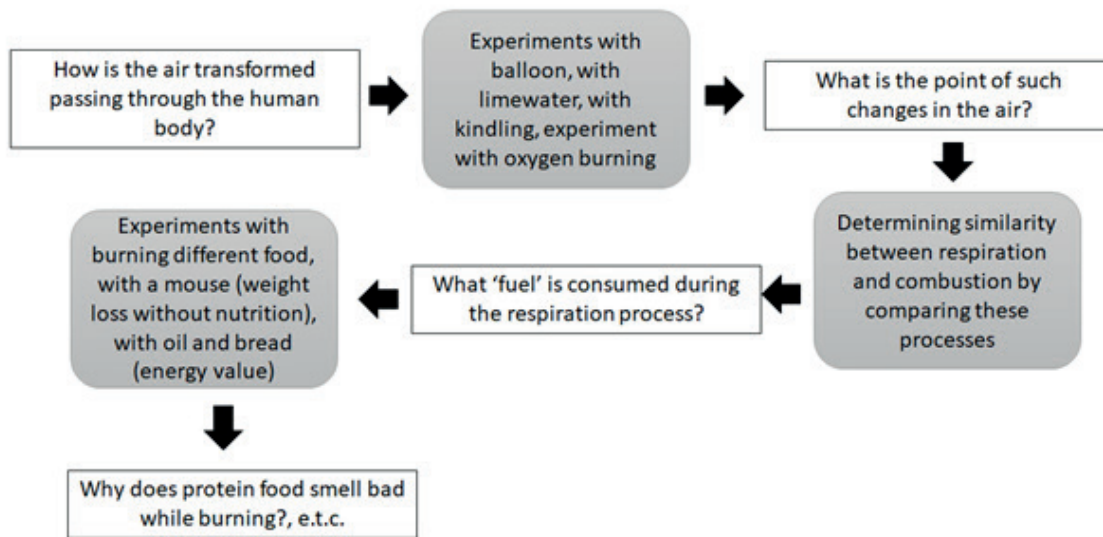 How is the air transformed
passing through the human
body?
Experiments with
balloon, with
limewater, with
kindling, experiment
with oxygen burning
What is the point of such
changes in the air?
Determining similarity
between respiration
and combustion by
comparing these
processes
What ‘fuel’ is consumed during
the respiration process?
Experiments with
burning different food,
with a mouse (weight
loss without nutrition),
with oil and bread
(energy value)
Why does protein food smell bad
while burning?, e.t.c.